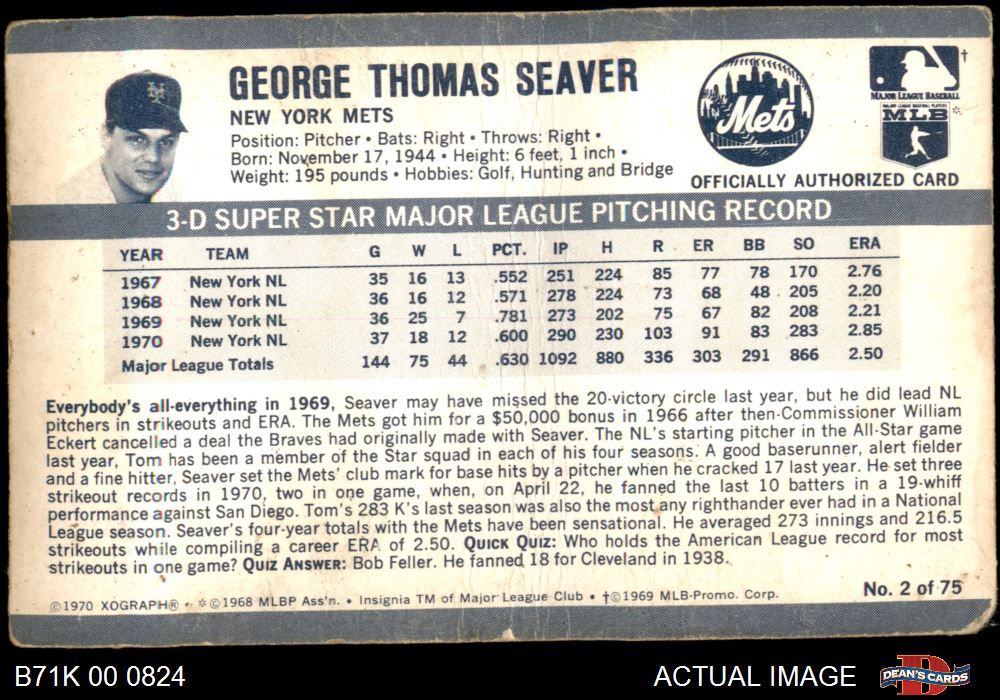 GEORGE THOMAS SEAVER
NEW YORK METS
Position: Pitcher • Bats: Right • Throws: Right •
Born: November 17, 1944 • Height: 6 feet, 1 inch •
Weight: 195 pounds • Hobbies: Golf, Hunting and Bridge
Mets
†
MAJOR LEAGUE BASEBALL
MAJOR LEAGUE BASEBALL PLAYERS
MLB
*
OFFICIALLY AUTHORIZED CARD
3-D SUPER STAR MAJOR LEAGUE PITCHING RECORD
YEAR TEAM G W L PCT. IP H R ER BB SO ERA
1967 New York NL 35 16 13 .552 251 224 85 77 78 170 2.76
1968 New York NL 36 16 12 .571 278 224 73 68 48 205 2.20
1969 New York NL 36 25 7 .781 273 202 75 67 82 208 2.21
1970 New York NL 37 18 12 .600 290 230 103 91 83 283 2.85
Major League Totals 144 75 44 .630 1092 880 336 303 291 866 2.50
Everybody's all-everything in 1969, Seaver may have missed the 20-victory circle last year, but he did lead NL
pitchers in strikeouts and ERA. The Mets got him for a $50,000 bonus in 1966 after then-Commissioner William
Eckert cancelled a deal the Braves had originally made with Seaver. The NL's starting pitcher in the All-Star game
last year, Tom has been a member of the Star squad in each of his four seasons. A good baserunner, alert fielder
and a fine hitter, Seaver set the Mets' club mark for base hits by a pitcher when he cracked 17 last year. He set three
strikeout records in 1970, two in one game, when, on April 22, he fanned the last 10 batters in a 19-whiff
performance against San Diego. Tom's 283 K's last season was also the most any righthander ever had in a National
League season. Seaver's four-year totals with the Mets have been sensational. He averaged 273 innings and 216.5
strikeouts while compiling a career ERA of 2.50. QUICK QUIZ: Who holds the American League record for most
strikeouts in one game? QUIZ ANSWER: Bob Feller. He fanned 18 for Cleveland in 1938.
©1970 XOGRAPH® • *©1968 MLBP Ass'n. • Insignia TM of Major League Club • †©1969 MLB-Promo. Corp.
No. 2 of 75
B71K 00 0824
ACTUAL IMAGE
D
DEAN'S CARDS